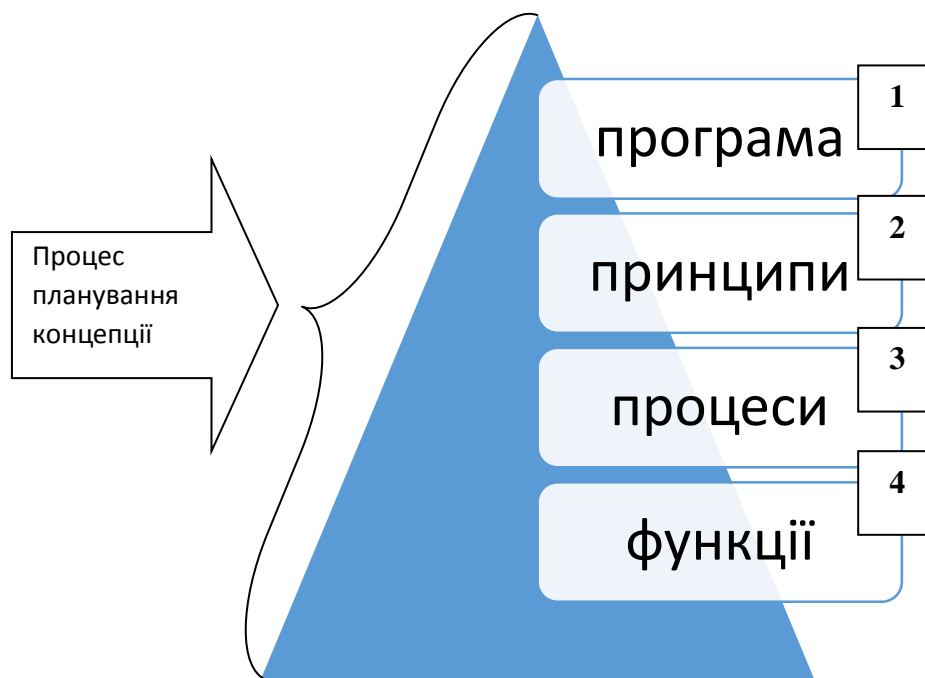 Процес
планування
концепції
програма
1
принципи
2
процеси
3
функції
4